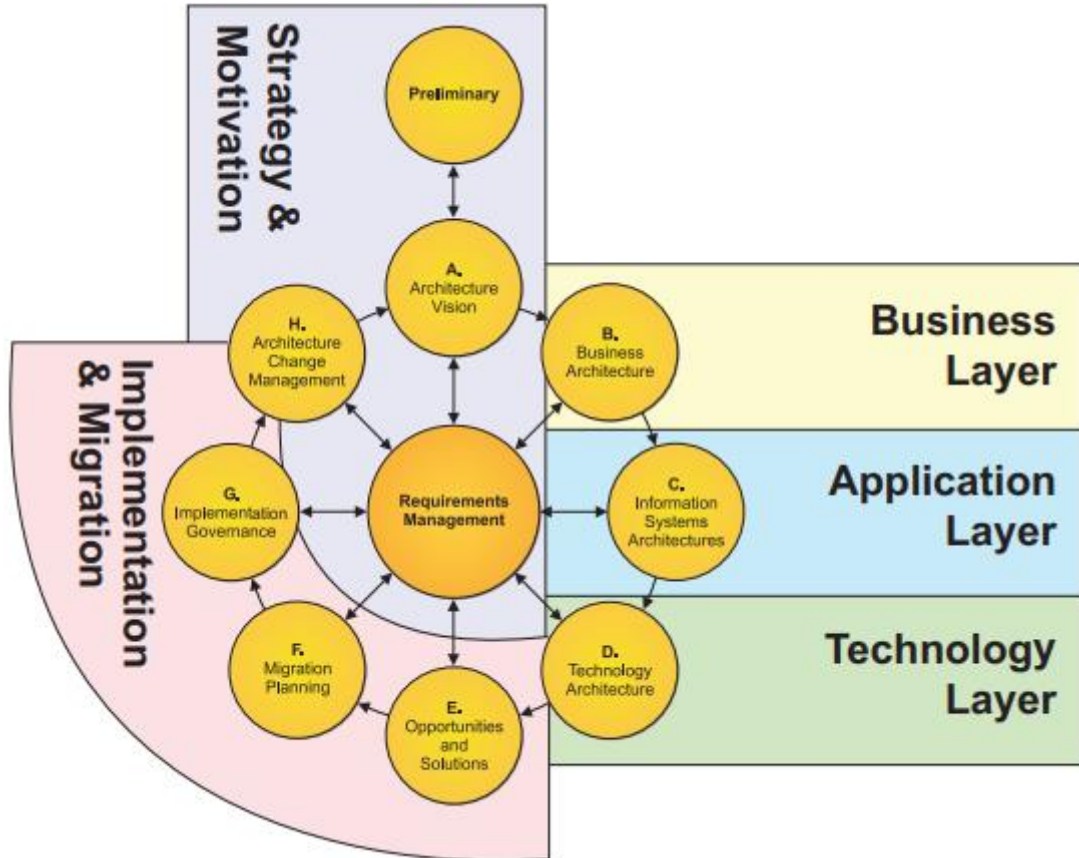 Strategy &
Motivation
Preliminary
A.
Architecture
Vision
H.
Architecture
Change
Management
B.
Business
Architecture
Business
Layer
Implementation
& Migration
G.
Implementation
Governance
Requirements
Management
C.
Information
Systems
Architectures
Application
Layer
F.
Migration
Planning
E.
Opportunities
and
Solutions
D.
Technology
Architecture
Technology
Layer